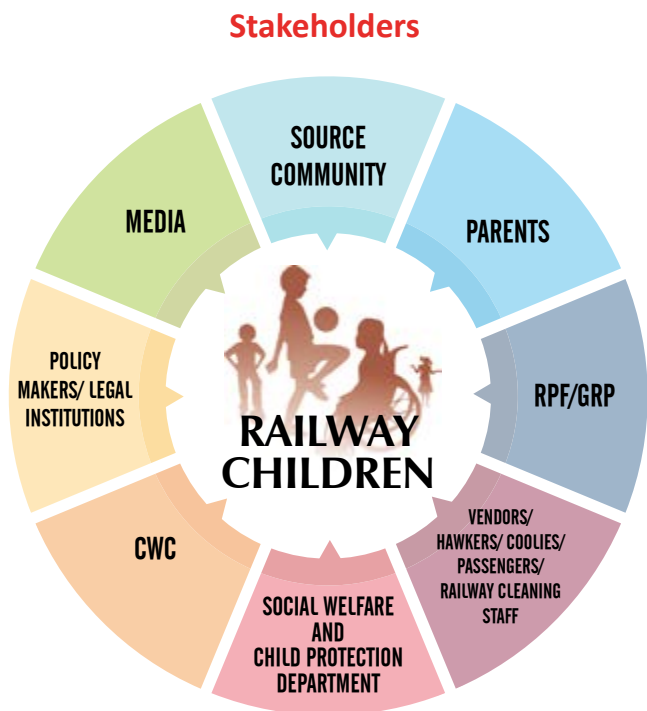 Stakeholders
SOURCE
COMMUNITY
PARENTS
RPF/GRP
VENDORS/
HAWKERS/ COOLIES/
PASSENGERS/
RAILWAY CLEANING
STAFF
SOCIAL WELFARE
AND
CHILD PROTECTION
DEPARTMENT
CWC
POLICY
MAKERS/ LEGAL
INSTITUTIONS
MEDIA
RAILWAY
CHILDREN